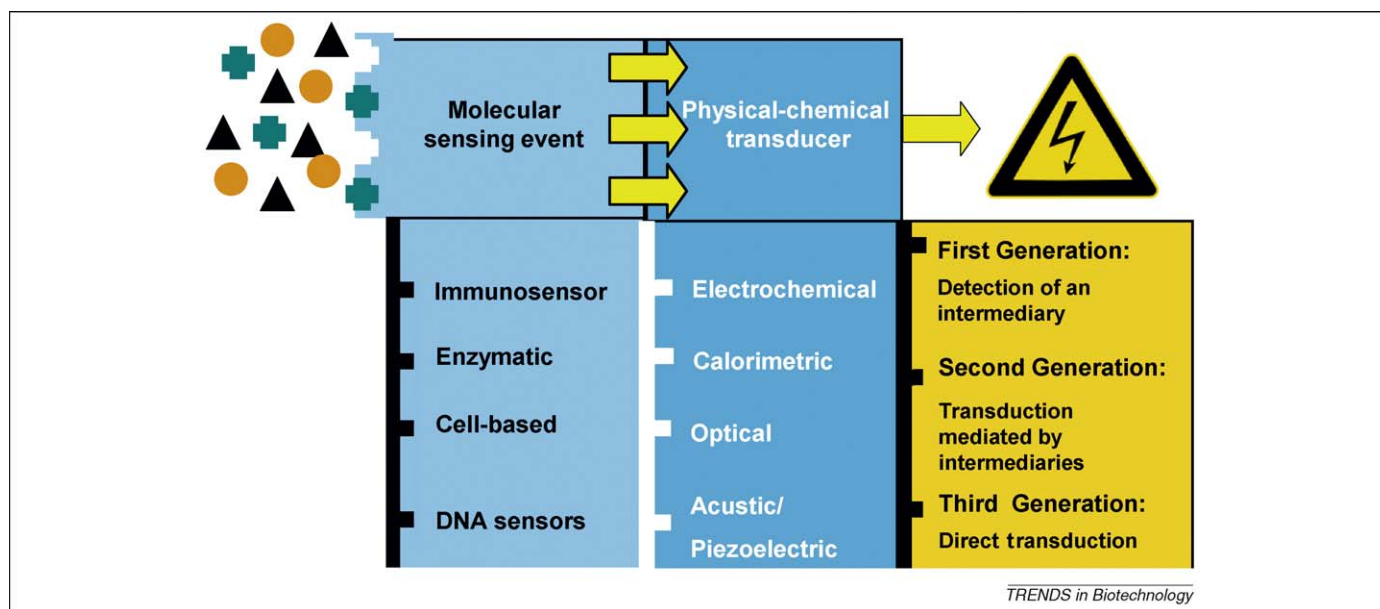 Molecular
sensing event
Physical-chemical
transducer
Immunosensor
Enzymatic
Cell-based
DNA sensors
Electrochemical
Calorimetric
Optical
Acustic/
Piezoelectric
First Generation:
Detection of an
intermediary
Second Generation:
Transduction
mediated by
intermediaries
Third Generation:
Direct transduction
TRENDS in Biotechnology